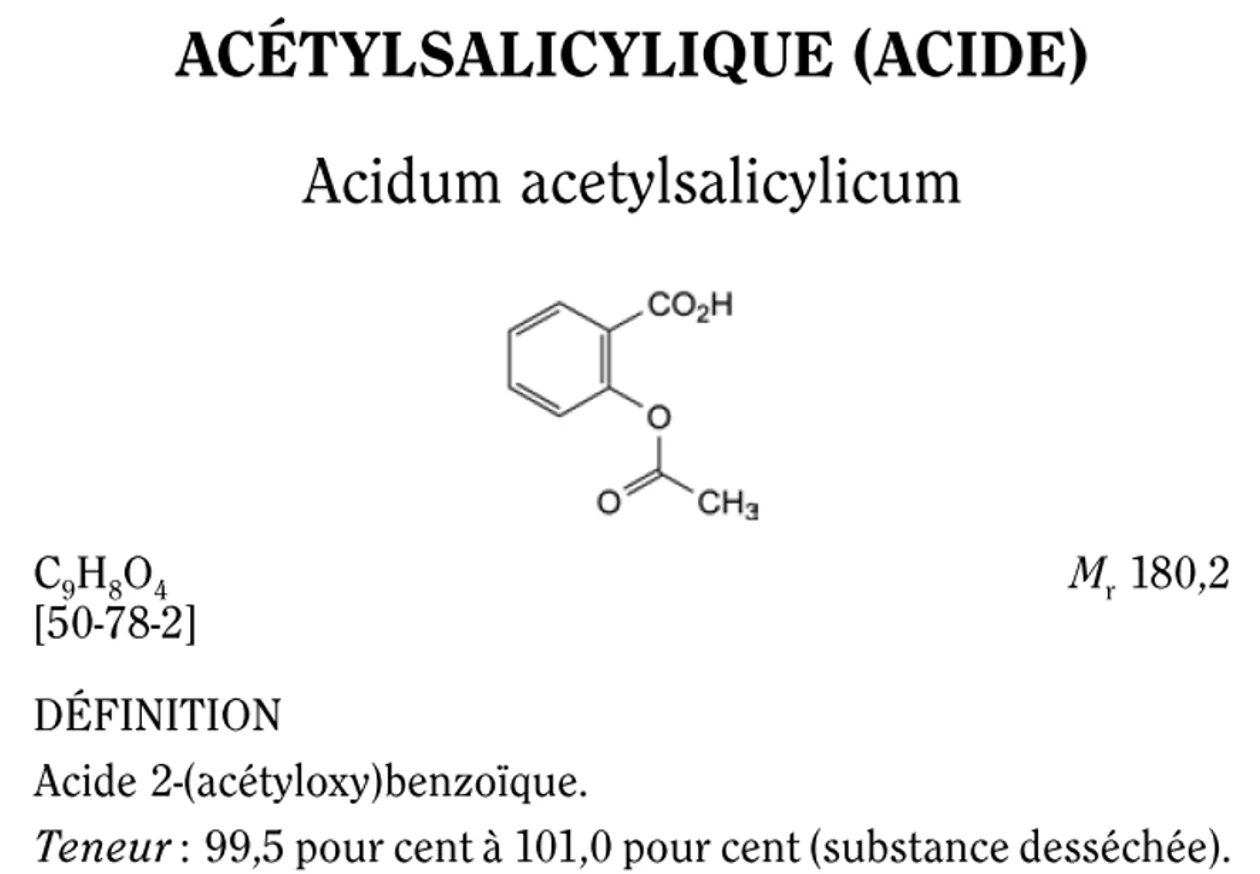 ACÉTYLSALICYLIQUE (ACIDE)
Acidum acetylsalicylicum
CO₂H
O
O
CH₃
C₉H₈O₄
Mᵣ 180,2
[50-78-2]
DÉFINITION
Acide 2-(acétyloxy)benzoïque.
Teneur : 99,5 pour cent à 101,0 pour cent (substance desséchée).